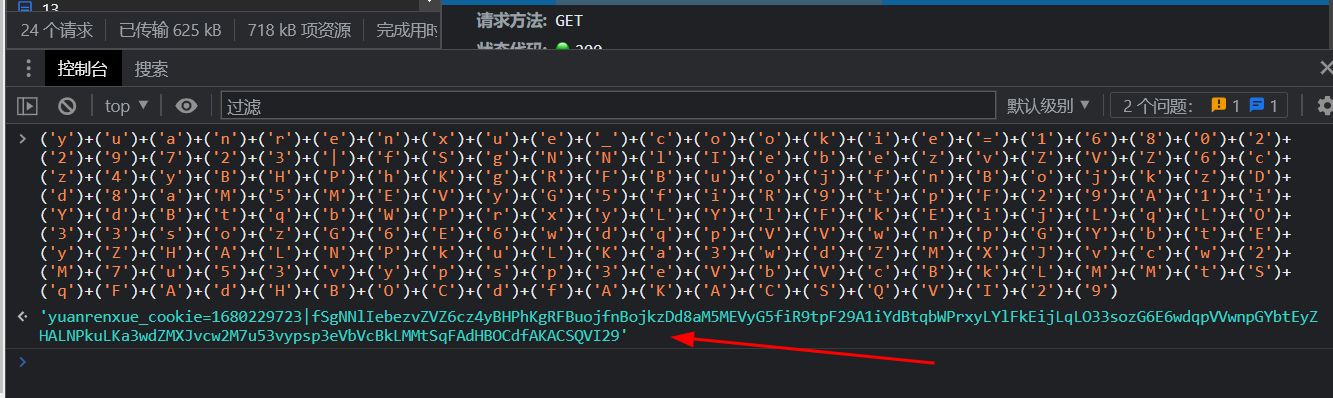 13
24 个请求 已传输 625 kB 718 kB 项资源 完成用时
请求方法: GET
状态代码: 200
控制台 搜索
top 过滤 默认级别 2 个问题: 1 1
('y')+('u')+('a')+('n')+('r')+('e')+('n')+('x')+('u')+('e')+('_')+('c')+('o')+('o')+('k')+('i')+('e')+('=')+('1')+('6')+('8')+('0')+('2')+
('2')+('9')+('7')+('2')+('3')+('|')+('f')+('S')+('g')+('N')+('N')+('l')+('I')+('e')+('b')+('e')+('z')+('v')+('Z')+('V')+('Z')+('6')+('c')+
('z')+('4')+('y')+('B')+('H')+('P')+('h')+('K')+('g')+('R')+('F')+('B')+('u')+('o')+('j')+('f')+('n')+('B')+('o')+('j')+('k')+('z')+('D')+
('d')+('8')+('a')+('M')+('5')+('M')+('E')+('V')+('y')+('G')+('5')+('f')+('i')+('R')+('9')+('t')+('p')+('F')+('2')+('9')+('A')+('1')+('i')+
('Y')+('d')+('B')+('t')+('q')+('b')+('W')+('P')+('r')+('x')+('y')+('L')+('Y')+('l')+('F')+('k')+('E')+('i')+('j')+('L')+('q')+('L')+('O')+
('3')+('3')+('s')+('o')+('z')+('G')+('6')+('E')+('6')+('w')+('d')+('q')+('p')+('V')+('V')+('w')+('n')+('p')+('G')+('Y')+('b')+('t')+('E')+
('y')+('Z')+('H')+('A')+('L')+('N')+('P')+('k')+('u')+('L')+('K')+('a')+('3')+('w')+('d')+('Z')+('M')+('X')+('J')+('v')+('c')+('w')+('2')+
('M')+('7')+('u')+('5')+('3')+('v')+('y')+('p')+('s')+('p')+('3')+('e')+('V')+('b')+('V')+('c')+('B')+('k')+('L')+('M')+('M')+('t')+('S')+
('q')+('F')+('A')+('d')+('H')+('B')+('O')+('C')+('d')+('f')+('A')+('K')+('A')+('C')+('S')+('Q')+('V')+('I')+('2')+('9')
'yuanrenxue_cookie=1680229723|fSgNNlIebezvZVZ6cz4yBHPhKgRFBuojfnBojkzDd8aM5MEVyG5fiR9tpF29A1iYdBtqbWPrxyLYlFkEijLqLO33sozG6E6wdqpVVwnpGYbtEyZ
HALNPkuLKa3wdZMXJvcw2M7u53vypsp3eVbVcBkLMMtSqFAdHBOCdfAKACSQVI29'